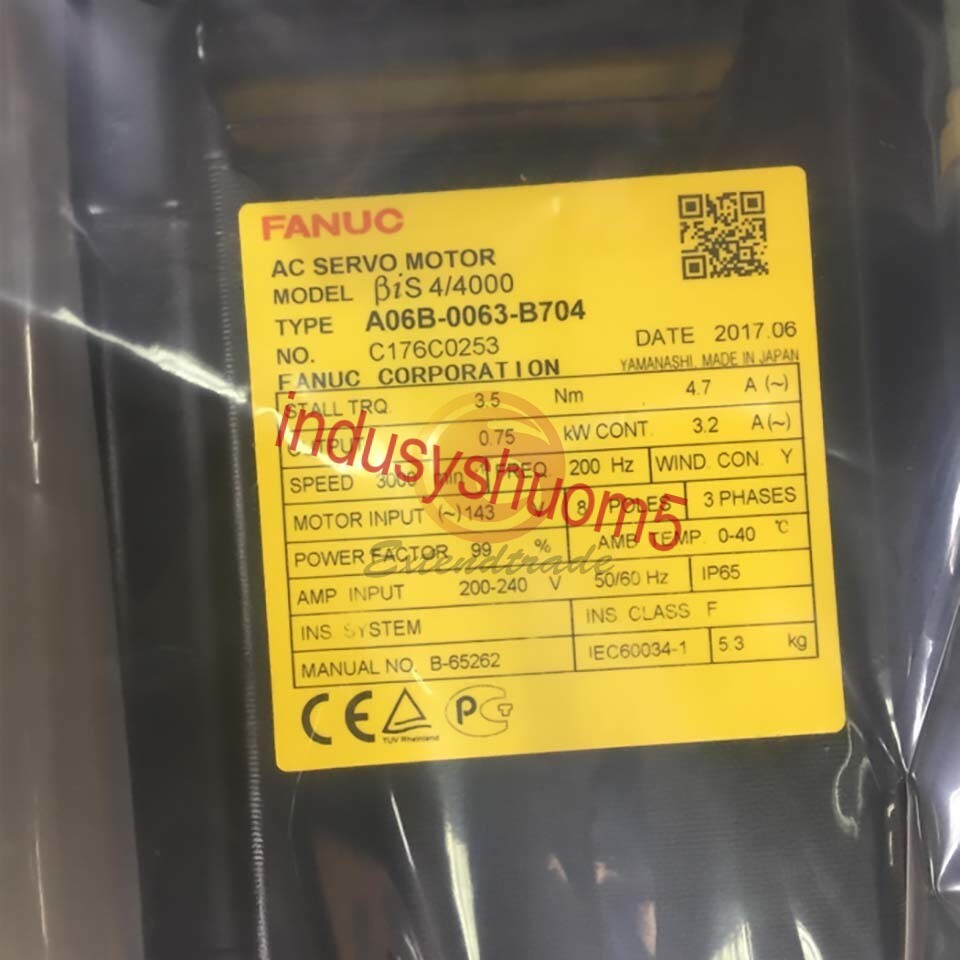 FANUC
AC SERVO MOTOR
MODEL βiS 4/4000
TYPE A06B-0063-B704
NO. C176C0253 DATE 2017.06
FANUC CORPORATION YAMANASHI, MADE IN JAPAN
STALL TRQ. 3.5 Nm 4.7 A (~)
0.75 kW CONT. 3.2 A (~)
SPEED 3000 FREQ. 200 Hz WIND. CON. Y
MOTOR INPUT (~) 143 8 POLES 3 PHASES
POWER FACTOR 99 % AMB. TEMP. 0-40 ℃
AMP INPUT 200-240 V 50/60 Hz IP65
INS. SYSTEM INS. CLASS F
MANUAL NO. B-65262 IEC60034-1 5.3 kg
CE TUV Rheinland
indusyshuom5
Extendtrade